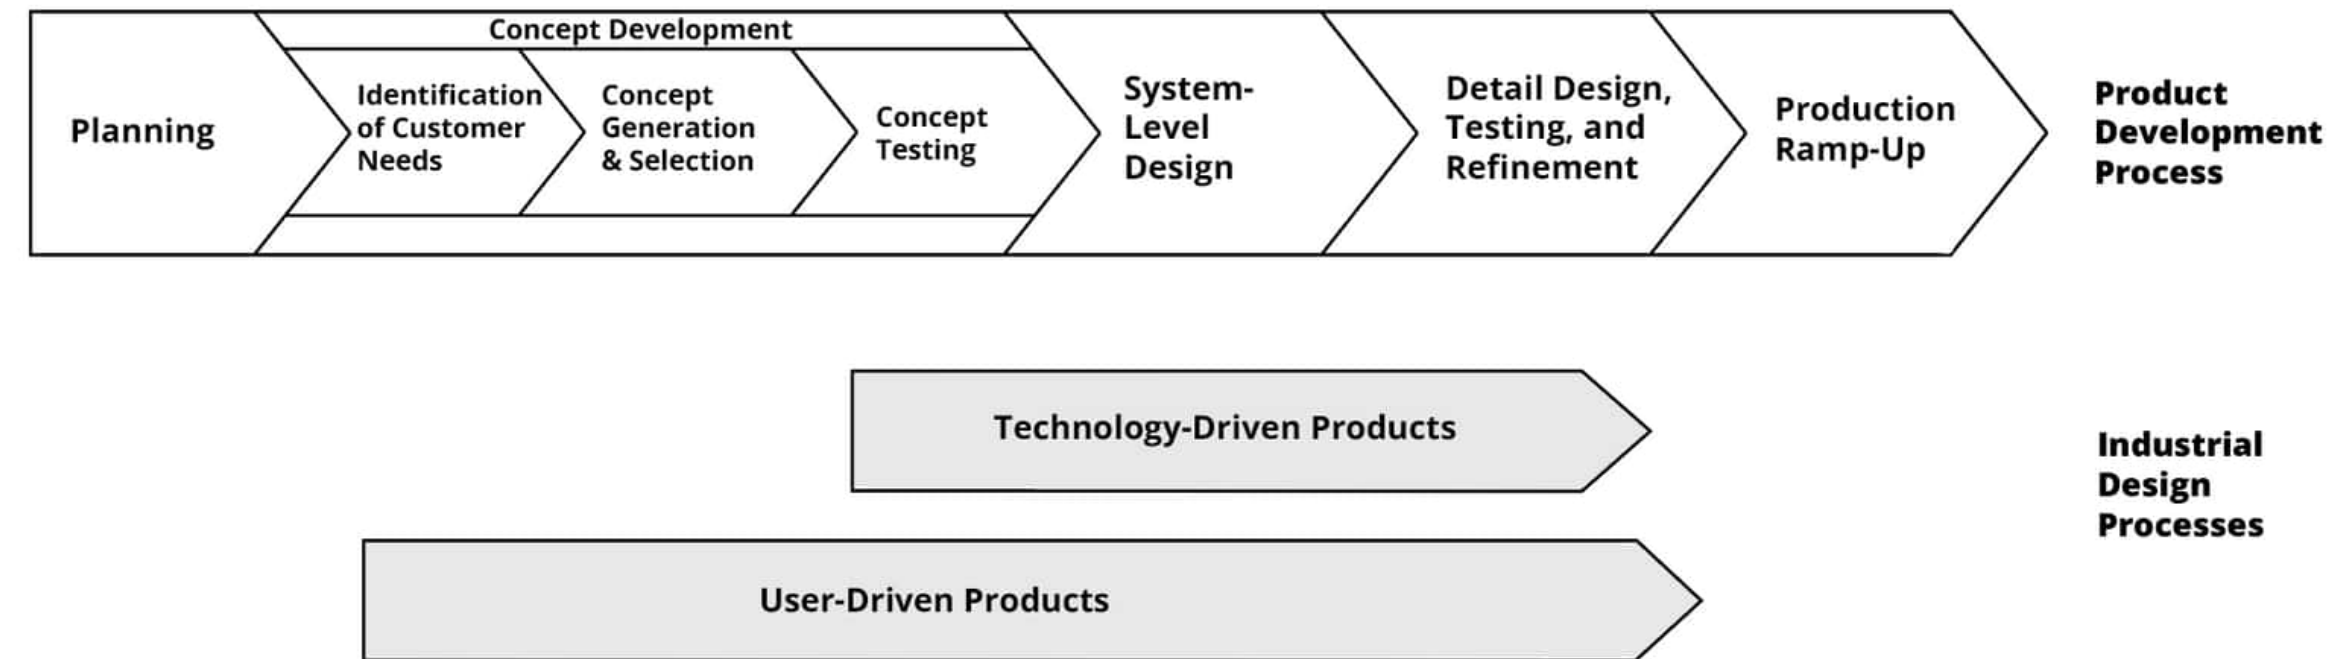 Concept Development
Planning
Identification
of Customer
Needs
Concept
Generation
& Selection
Concept
Testing
System-
Level
Design
Detail Design,
Testing, and
Refinement
Production
Ramp-Up
Product
Development
Process
Technology-Driven Products
Industrial
Design
Processes
User-Driven Products